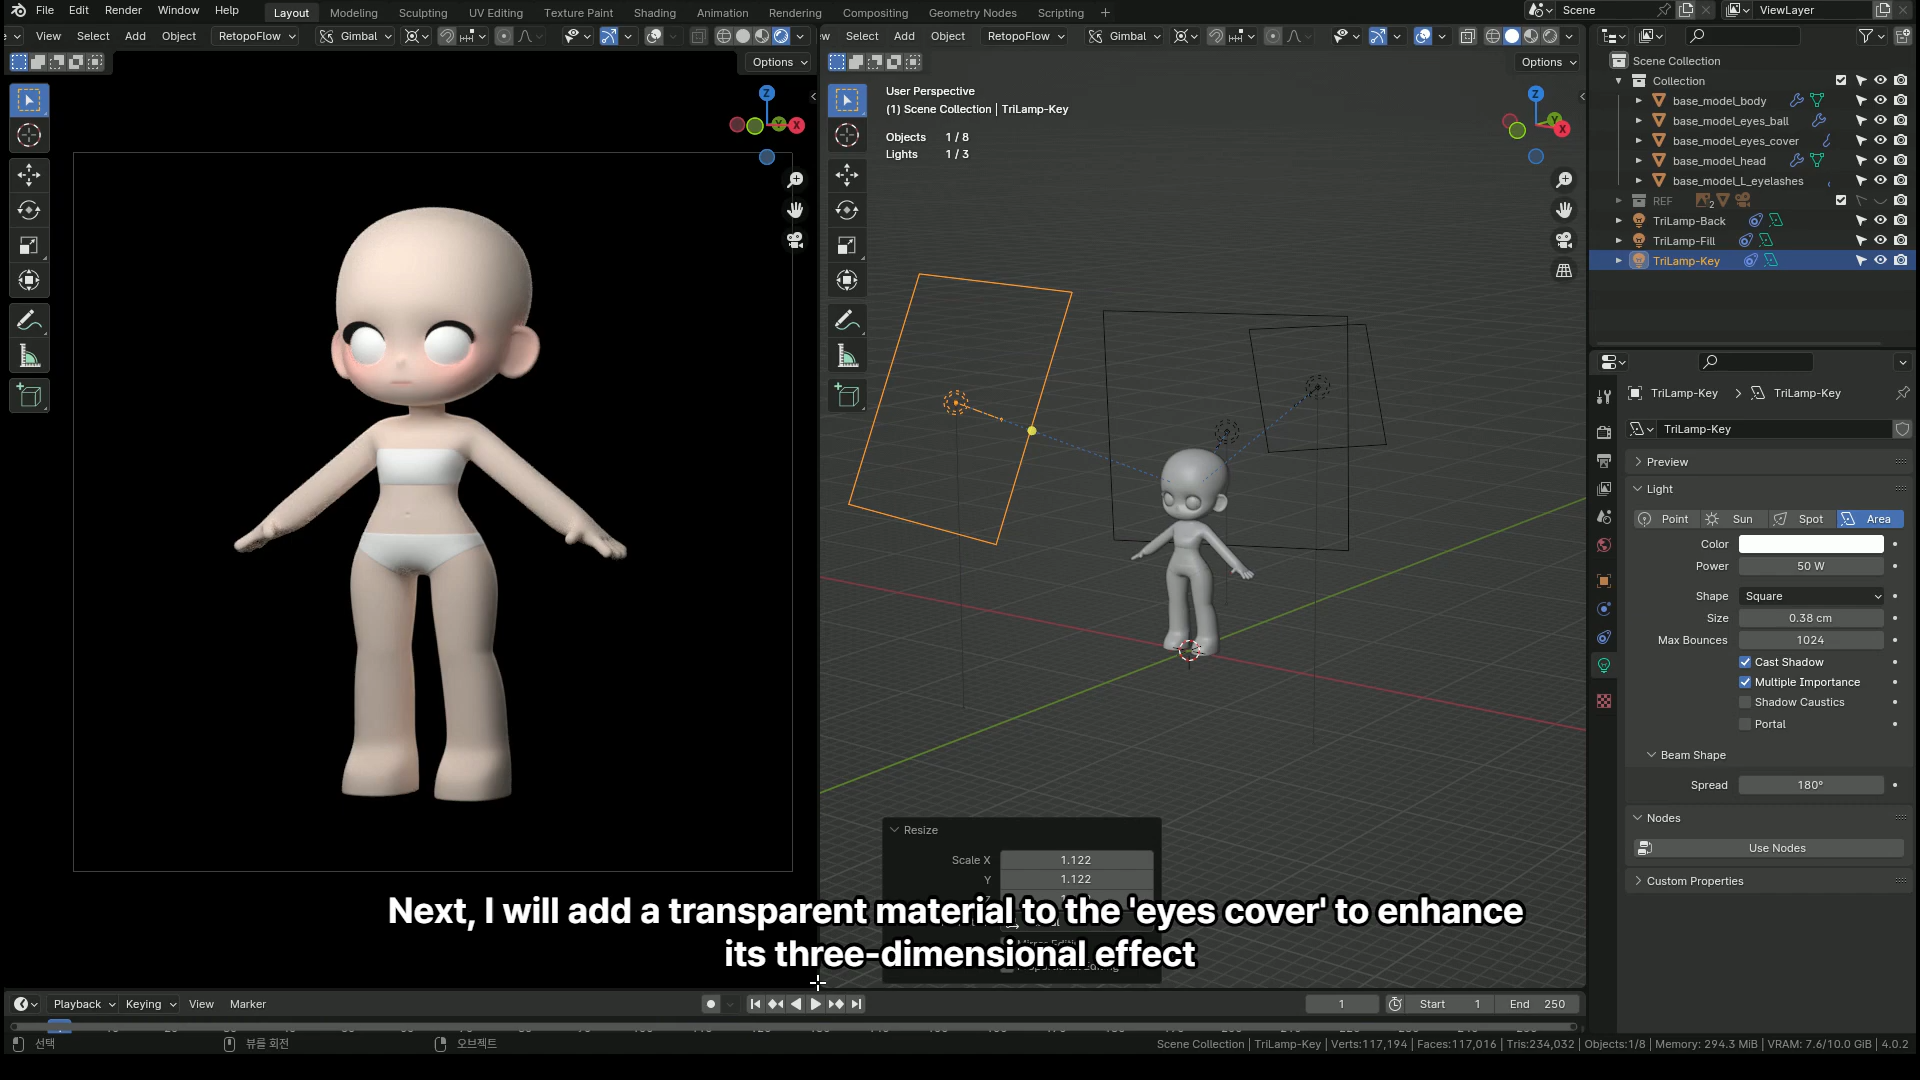 File Edit Render Window Help Layout Modeling Sculpting UV Editing Texture Paint Shading Animation Rendering Compositing Geometry Nodes Scripting + Scene ViewLayer
View Select Add Object RetopoFlow Gimbal
Select Add Object RetopoFlow Gimbal
Options
Options
User Perspective
(1) Scene Collection | TriLamp-Key
Objects 1 / 8
Lights 1 / 3
Z
Y
X
Z
Y
X
Scene Collection
Collection
base_model_body
base_model_eyes_ball
base_model_eyes_cover
base_model_head
base_model_L_eyelashes
REF 2
TriLamp-Back
TriLamp-Fill
TriLamp-Key
TriLamp-Key > TriLamp-Key
TriLamp-Key
Preview
Light
Point Sun Spot Area
Color
Power 50 W
Shape Square
Size 0.38 cm
Max Bounces 1024
Cast Shadow
Multiple Importance
Shadow Caustics
Portal
Beam Shape
Spread 180°
Nodes
Use Nodes
Custom Properties
Resize
Scale X 1.122
Y 1.122
Next, I will add a transparent material to the 'eyes cover' to enhance
its three-dimensional effect
Playback Keying View Marker 1 Start 1 End 250
선택 뷰를 회전 오브젝트 Scene Collection | TriLamp-Key | Verts:117,194 | Faces:117,016 | Tris:234,032 | Objects:1/8 | Memory: 294.3 MiB | VRAM: 7.6/10.0 GiB | 4.0.2